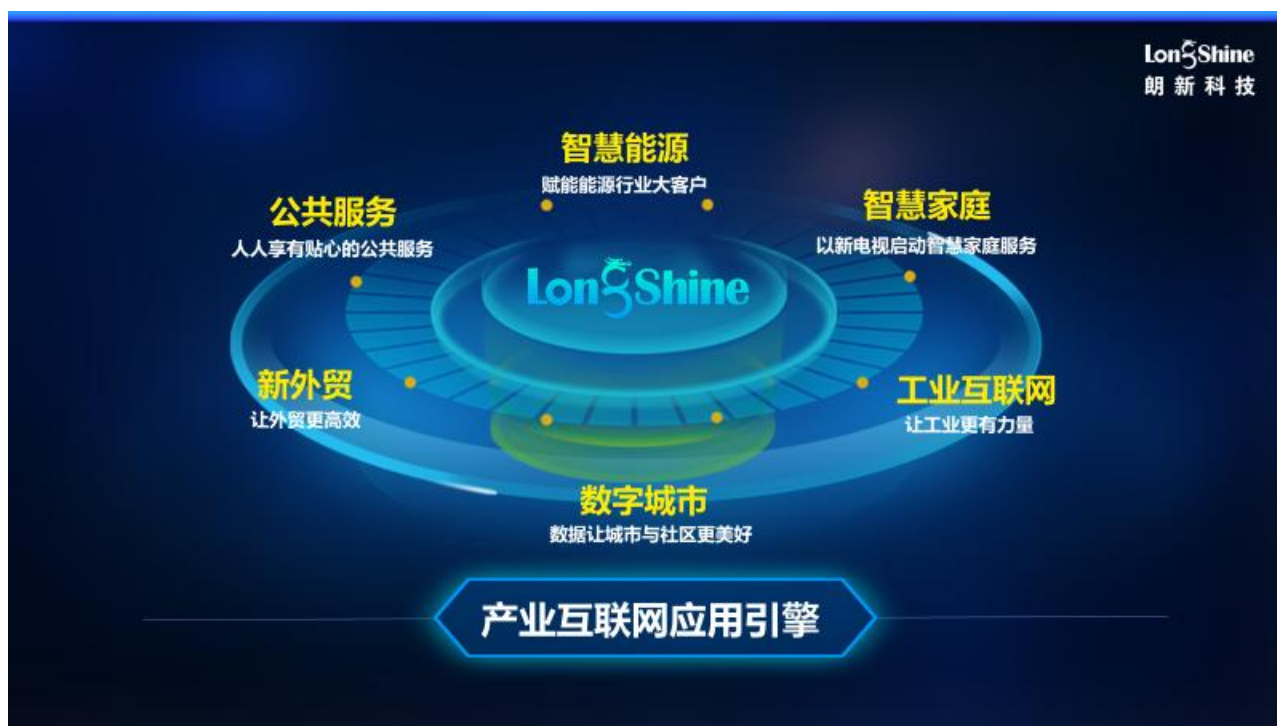 LongShine
朗新科技
智慧能源
赋能能源行业大客户
公共服务
人人享有贴心的公共服务
智慧家庭
以新电视启动智慧家庭服务
LongShine
新外贸
让外贸更高效
工业互联网
让工业更有力量
数字城市
数据让城市与社区更美好
产业互联网应用引擎